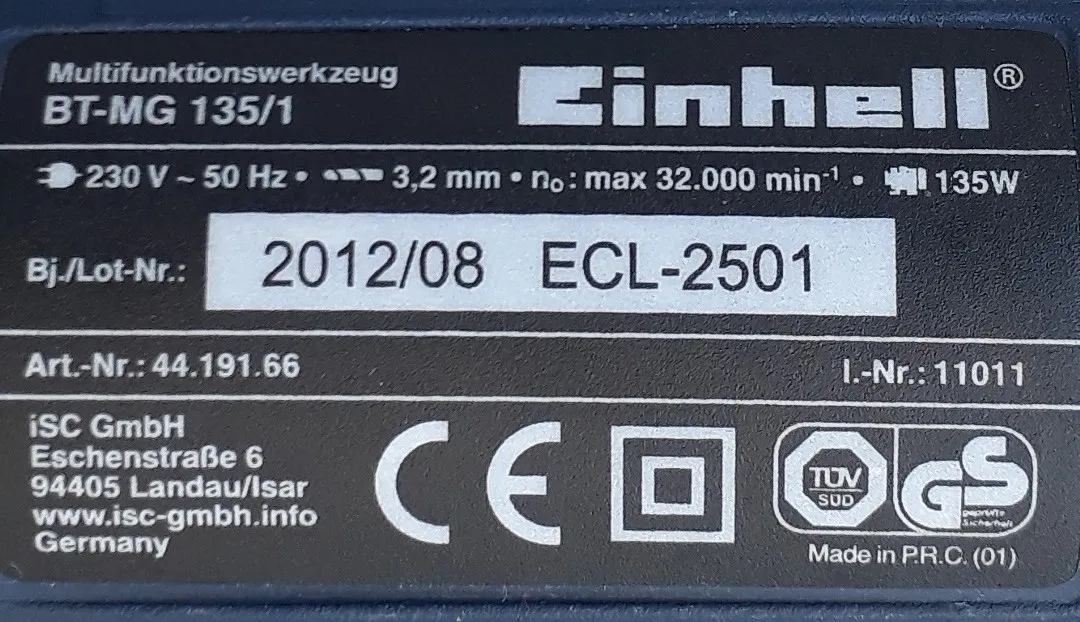 Multifunktionswerkzeug
BT-MG 135/1
Einhell®
230 V ~ 50 Hz • 3,2 mm • n₀: max 32.000 min⁻¹ • 135W
Bj./Lot-Nr.: 2012/08 ECL-2501
Art.-Nr.: 44.191.66
I.-Nr.: 11011
iSC GmbH
Eschenstraße 6
94405 Landau/Isar
www.isc-gmbh.info
Germany
CE
TÜV
SÜD
GS
geprüfte
Sicherheit
Made in P.R.C. (01)